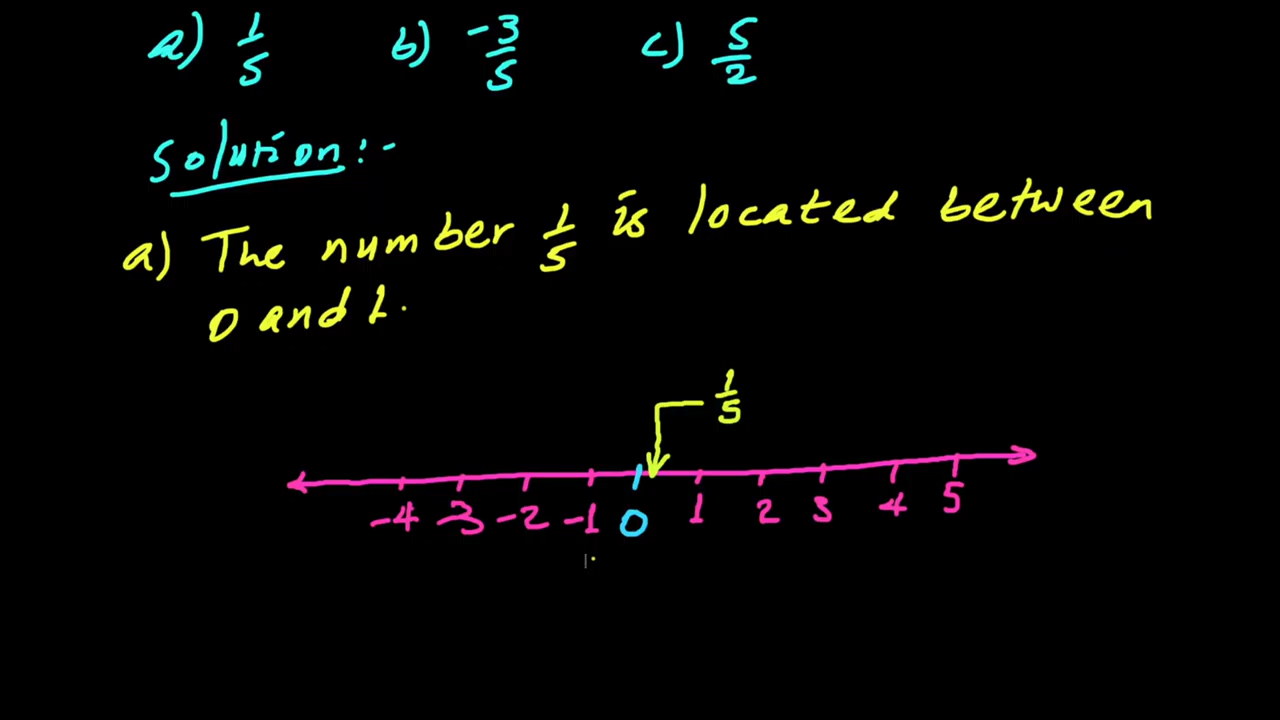 a) 1/5 b) -3/5 c) 5/2
Solution:-
a) The number 1/5 is located between
0 and 1.
1/5
-4 -3 -2 -1 0 1 2 3 4 5